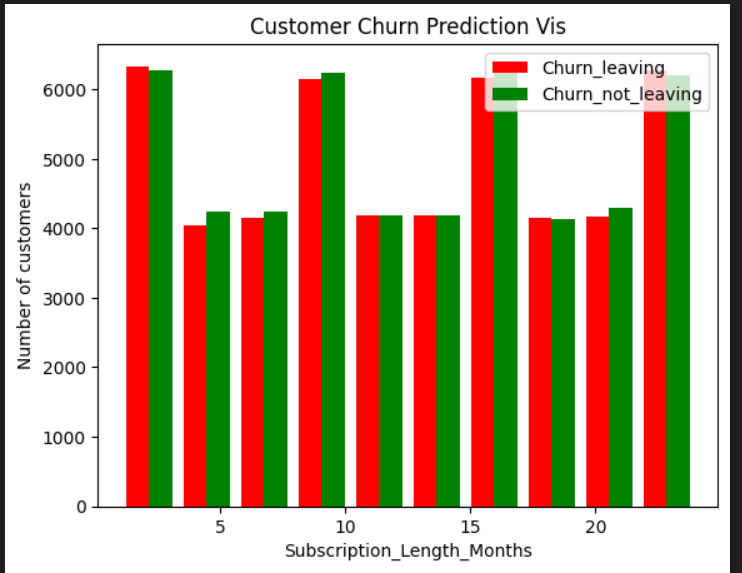 Customer Churn Prediction Vis
Churn_leaving
Churn_not_leaving
Number of customers
6000
5000
4000
3000
2000
1000
0
5 10 15 20
Subscription_Length_Months